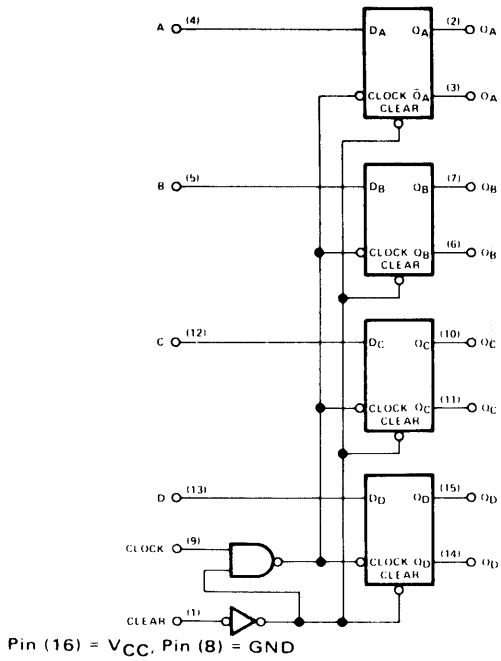 A (4) DA QA (2) QA
CLOCK Q̄A (3) QA
CLEAR
B (5) DB QB (7) QB
CLOCK QB (6) QB
CLEAR
C (12) DC QC (10) QC
CLOCK QC (11) QC
CLEAR
D (13) DD QD (15) QD
CLOCK (9) CLOCK QD (14) QD
CLEAR
CLEAR (1)
Pin (16) = VCC, Pin (8) = GND